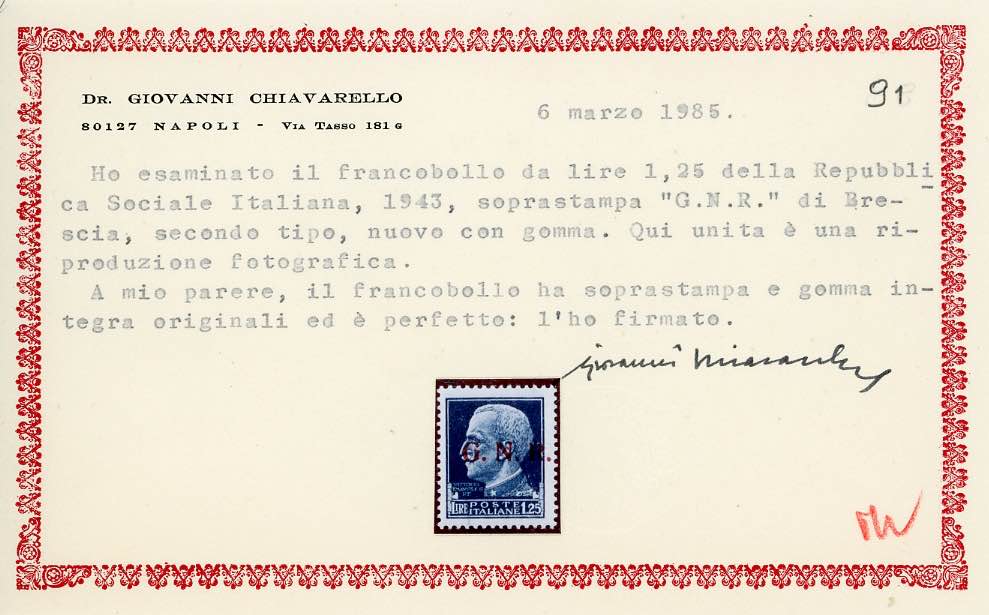 DR. GIOVANNI CHIAVARELLO
80127 NAPOLI - VIA TASSO 181 G
6 marzo 1985.
91
Ho esaminato il francobollo da lire 1,25 della Repubbli
ca Sociale Italiana, 1943, soprastampa "G.N.R." di Bre-
scia, secondo tipo, nuovo con gomma. Qui unita è una ri-
produzione fotografica.
A mio parere, il francobollo ha soprastampa e gomma in-
tegra originali ed è perfetto: l'ho firmato.
Giovanni Chiavarello
G. N. R.
POSTE
LIRE ITALIANE 1.25